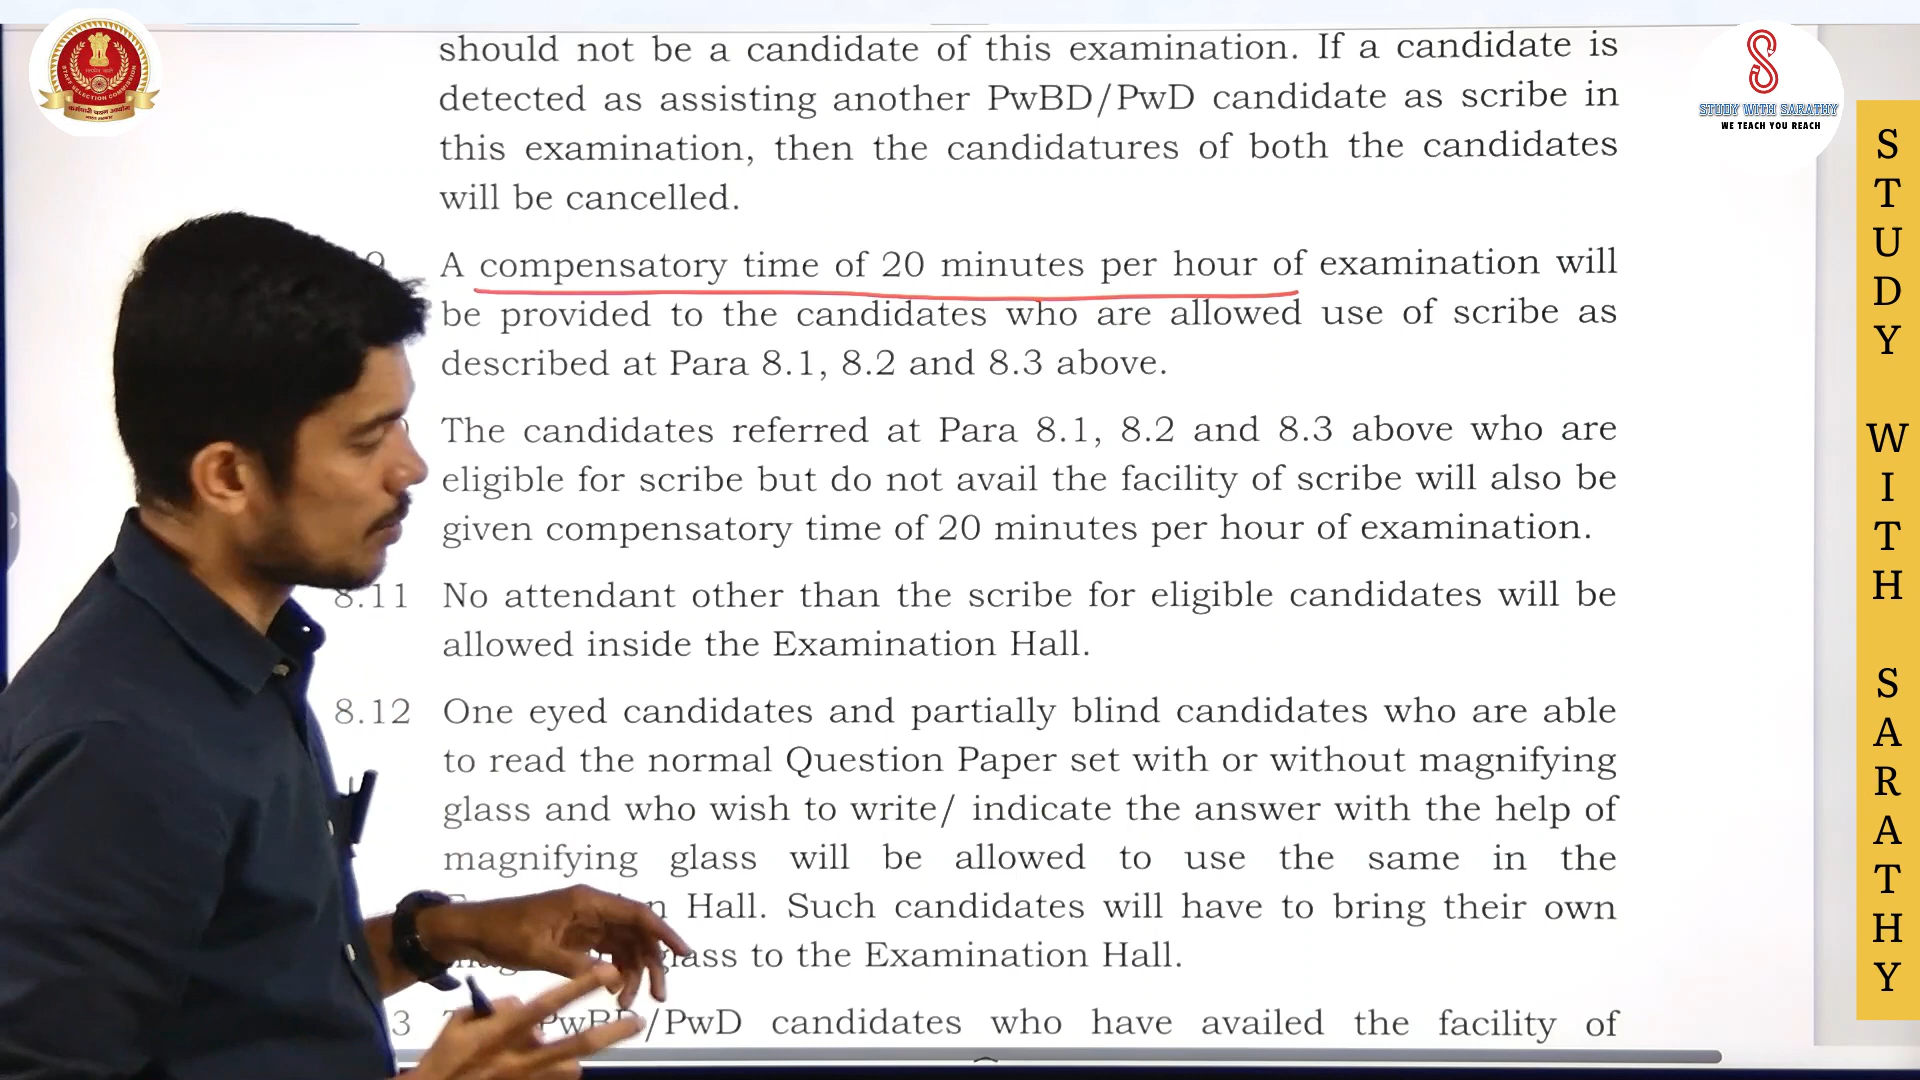 should not be a candidate of this examination. If a candidate is
detected as assisting another PwBD/PwD candidate as scribe in
this examination, then the candidatures of both the candidates
will be cancelled.
9 A compensatory time of 20 minutes per hour of examination will
be provided to the candidates who are allowed use of scribe as
described at Para 8.1, 8.2 and 8.3 above.
The candidates referred at Para 8.1, 8.2 and 8.3 above who are
eligible for scribe but do not avail the facility of scribe will also be
given compensatory time of 20 minutes per hour of examination.
8.11 No attendant other than the scribe for eligible candidates will be
allowed inside the Examination Hall.
8.12 One eyed candidates and partially blind candidates who are able
to read the normal Question Paper set with or without magnifying
glass and who wish to write/ indicate the answer with the help of
magnifying glass will be allowed to use the same in the
Hall. Such candidates will have to bring their own
glass to the Examination Hall.
3 PwBD/PwD candidates who have availed the facility of
STAFF SELECTION COMMISSION
STUDY WITH SARATHY
WE TEACH YOU REACH
STUDY WITH SARATHY